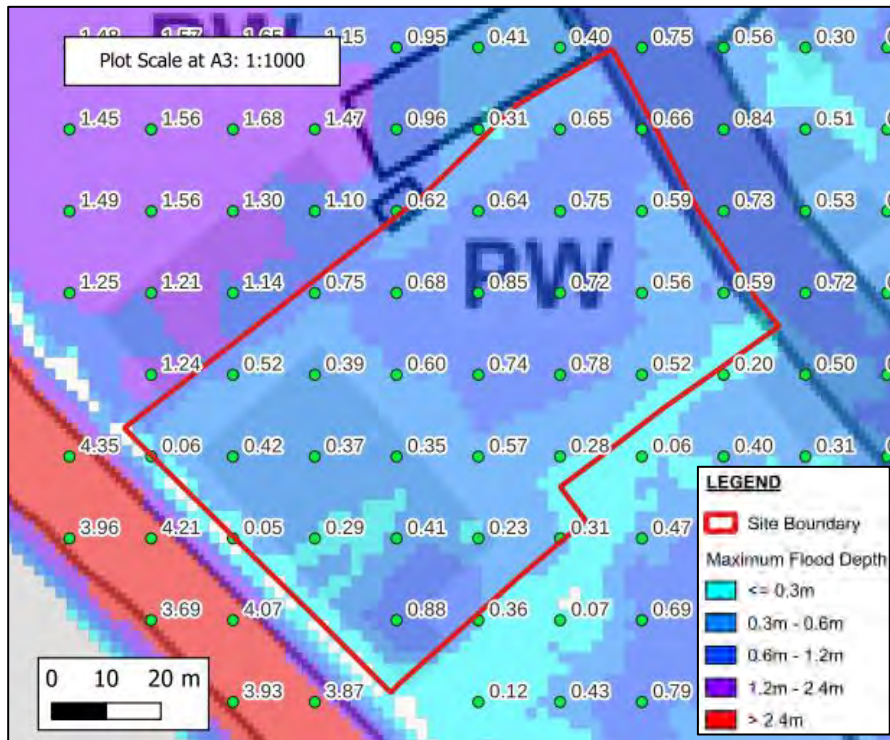 1.15 0.95 0.41 0.40 0.75 0.56 0.30
Plot Scale at A3: 1:1000
1.45 1.56 1.68 1.47 0.96 0.31 0.65 0.66 0.84 0.51
1.49 1.56 1.30 1.10 0.62 0.64 0.75 0.59 0.73 0.53
PW
1.25 1.21 1.14 0.75 0.68 0.85 0.72 0.56 0.59 0.72
1.24 0.52 0.39 0.60 0.74 0.78 0.52 0.20 0.50
4.35 0.06 0.42 0.37 0.35 0.57 0.28 0.06 0.40 0.31
3.96 4.21 0.05 0.29 0.41 0.23 0.31 0.47
3.69 4.07 0.88 0.36 0.07 0.69
3.93 3.87 0.12 0.43 0.79
0 10 20 m
LEGEND
Site Boundary
Maximum Flood Depth
<= 0.3m
0.3m - 0.6m
0.6m - 1.2m
1.2m - 2.4m
> 2.4m